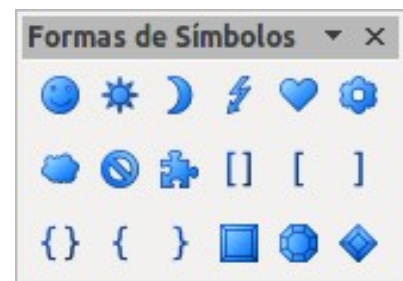 Formas de Símbolos
[ ] [ ]
{ } { }